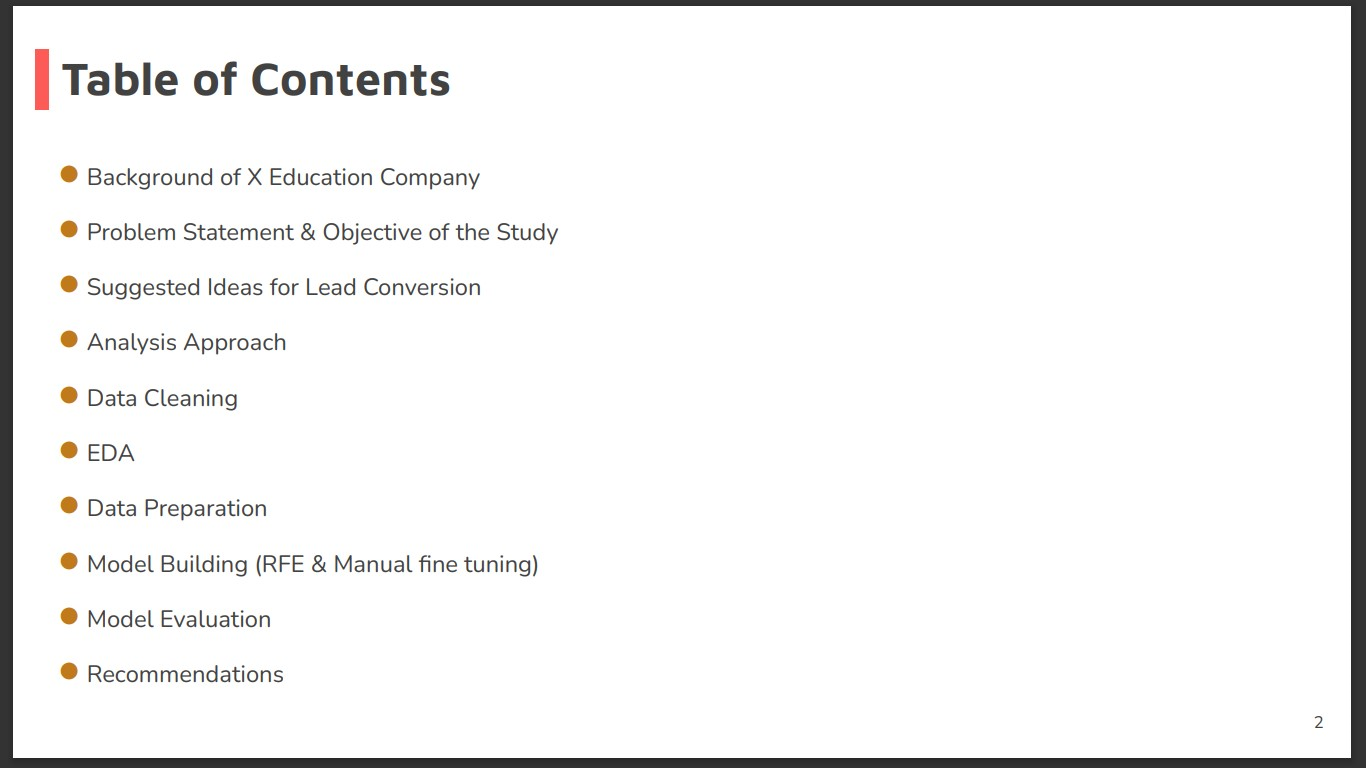 Table of Contents
Background of X Education Company
Problem Statement & Objective of the Study
Suggested Ideas for Lead Conversion
Analysis Approach
Data Cleaning
EDA
Data Preparation
Model Building (RFE & Manual fine tuning)
Model Evaluation
Recommendations
2